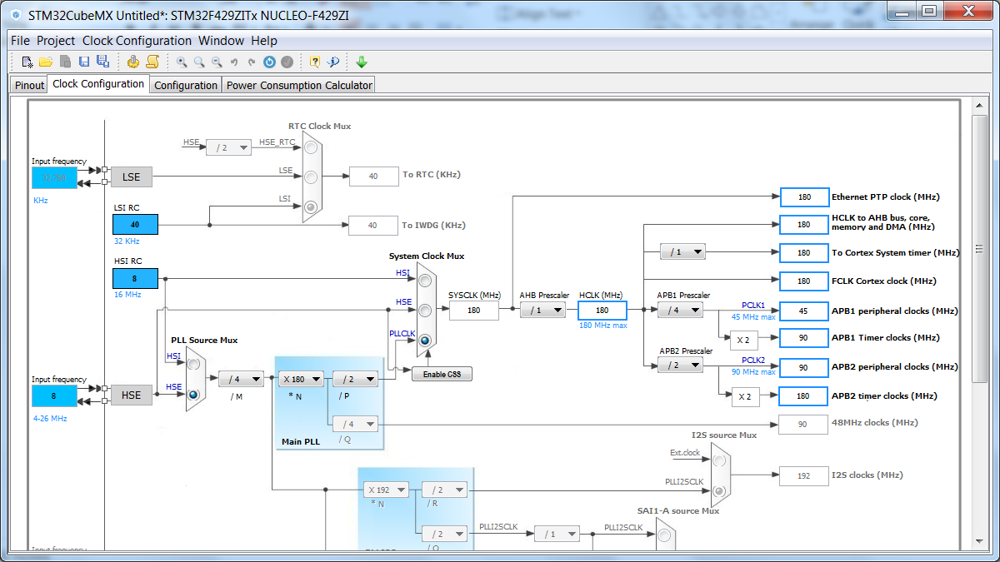 STM32CubeMX Untitled*: STM32F429ZITx NUCLEO-F429ZI
File Project Clock Configuration Window Help
Pinout Clock Configuration Configuration Power Consumption Calculator
RTC Clock Mux
HSE / 2 HSE_RTC
Input frequency
32.768
KHz
LSE
LSE
40 To RTC (KHz)
LSI
LSI RC
40
32 KHz
40 To IWDG (KHz)
180 Ethernet PTP clock (MHz)
180 HCLK to AHB bus, core,
memory and DMA (MHz)
/ 1 180 To Cortex System timer (MHz)
180 FCLK Cortex clock (MHz)
HSI RC
8
16 MHz
System Clock Mux
HSI
HSE
PLLCLK
SYSCLK (MHz)
180
AHB Prescaler
/ 1
HCLK (MHz)
180
180 MHz max
APB1 Prescaler
/ 4
PCLK1
45 MHz max
45 APB1 peripheral clocks (MHz)
X 2 90 APB1 Timer clocks (MHz)
APB2 Prescaler
/ 2
PCLK2
90 MHz max
90 APB2 peripheral clocks (MHz)
X 2 180 APB2 timer clocks (MHz)
Enable CSS
PLL Source Mux
HSI
HSE
Input frequency
8
4-26 MHz
HSE
/ 4
/ M
X 180
* N
/ 2
/ P
/ 4
/ Q
Main PLL
90 48MHz clocks (MHz)
I2S source Mux
Ext.clock
PLLI2SCLK
192 I2S clocks (MHz)
X 192
* N
/ 2
/ R
SAI1-A source Mux
/ 2
/ Q
PLLI2SCLK / 1 PLLI2SCLK
Input frequency